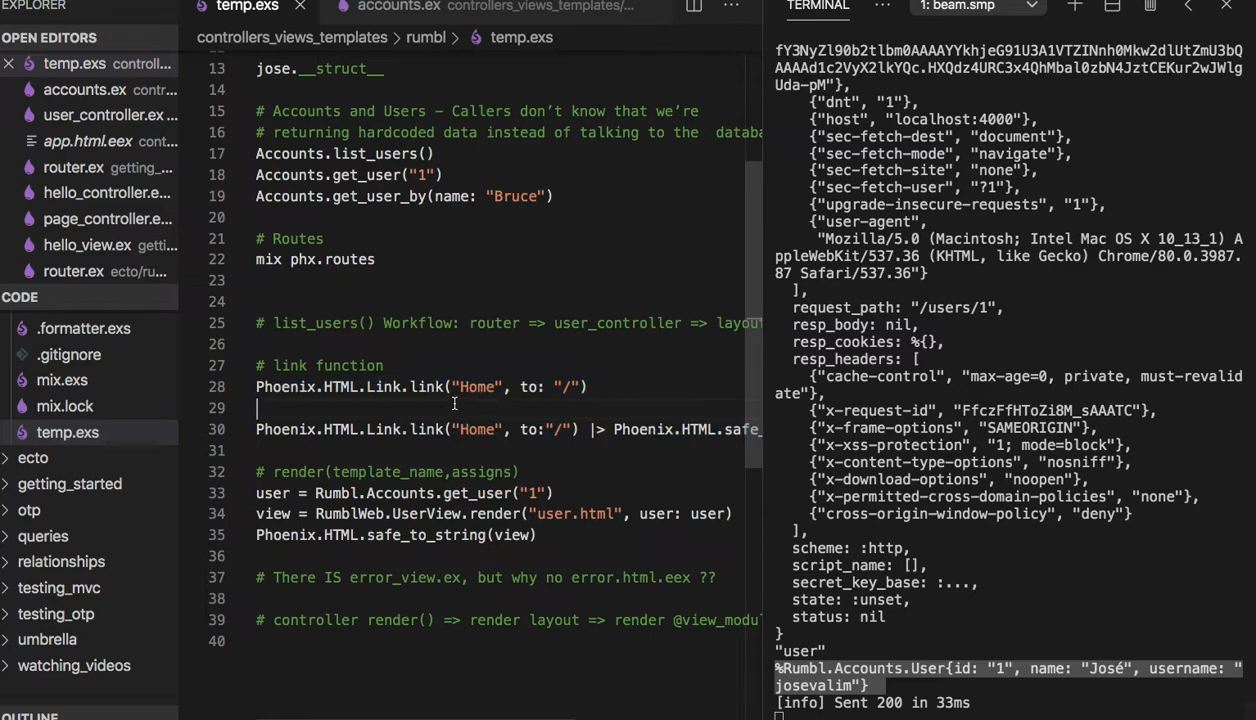 EXPLORER
OPEN EDITORS
temp.exs controll...
accounts.ex contr...
user_controller.ex ...
app.html.eex cont...
router.ex getting_...
hello_controller.e...
page_controller.e...
hello_view.ex getti...
router.ex ecto/ru...
CODE
.formatter.exs
.gitignore
mix.exs
mix.lock
temp.exs
ecto
getting_started
otp
queries
relationships
testing_mvc
testing_otp
umbrella
watching_videos
OUTLINE
temp.exs
accounts.ex controllers_views_templates/...
controllers_views_templates > rumbl > temp.exs
13 jose.__struct__
14
15 # Accounts and Users – Callers don’t know that we’re
16 # returning hardcoded data instead of talking to the databa
17 Accounts.list_users()
18 Accounts.get_user("1")
19 Accounts.get_user_by(name: "Bruce")
20
21 # Routes
22 mix phx.routes
23
24
25 # list_users() Workflow: router => user_controller => layou
26
27 # link function
28 Phoenix.HTML.Link.link("Home", to: "/")
29
30 Phoenix.HTML.Link.link("Home", to:"/") |> Phoenix.HTML.safe_
31
32 # render(template_name,assigns)
33 user = Rumbl.Accounts.get_user("1")
34 view = RumblWeb.UserView.render("user.html", user: user)
35 Phoenix.HTML.safe_to_string(view)
36
37 # There IS error_view.ex, but why no error.html.eex ??
38
39 # controller render() => render layout => render @view_modul
40
TERMINAL ... 1: beam.smp
fY3NyZl90b2tlbm0AAAAYYkhjeG91U3A1VTZINnh0Mkw2dlUtZmU3bQ
AAAAd1c2VyX2lkYQc.HXQdz4URC3x4QhMbal0zbN4JztCEKur2wJWlg
Uda-pM"},
{"dnt", "1"},
{"host", "localhost:4000"},
{"sec-fetch-dest", "document"},
{"sec-fetch-mode", "navigate"},
{"sec-fetch-site", "none"},
{"sec-fetch-user", "?1"},
{"upgrade-insecure-requests", "1"},
{"user-agent",
"Mozilla/5.0 (Macintosh; Intel Mac OS X 10_13_1) A
ppleWebKit/537.36 (KHTML, like Gecko) Chrome/80.0.3987.
87 Safari/537.36"}
],
request_path: "/users/1",
resp_body: nil,
resp_cookies: %{},
resp_headers: [
{"cache-control", "max-age=0, private, must-revalid
ate"},
{"x-request-id", "FfczFfHToZi8M_sAAATC"},
{"x-frame-options", "SAMEORIGIN"},
{"x-xss-protection", "1; mode=block"},
{"x-content-type-options", "nosniff"},
{"x-download-options", "noopen"},
{"x-permitted-cross-domain-policies", "none"},
{"cross-origin-window-policy", "deny"}
],
scheme: :http,
script_name: [],
secret_key_base: :...,
state: :unset,
status: nil
}
"user"
%Rumbl.Accounts.User{id: "1", name: "José", username: "
josevalim"}
[info] Sent 200 in 33ms